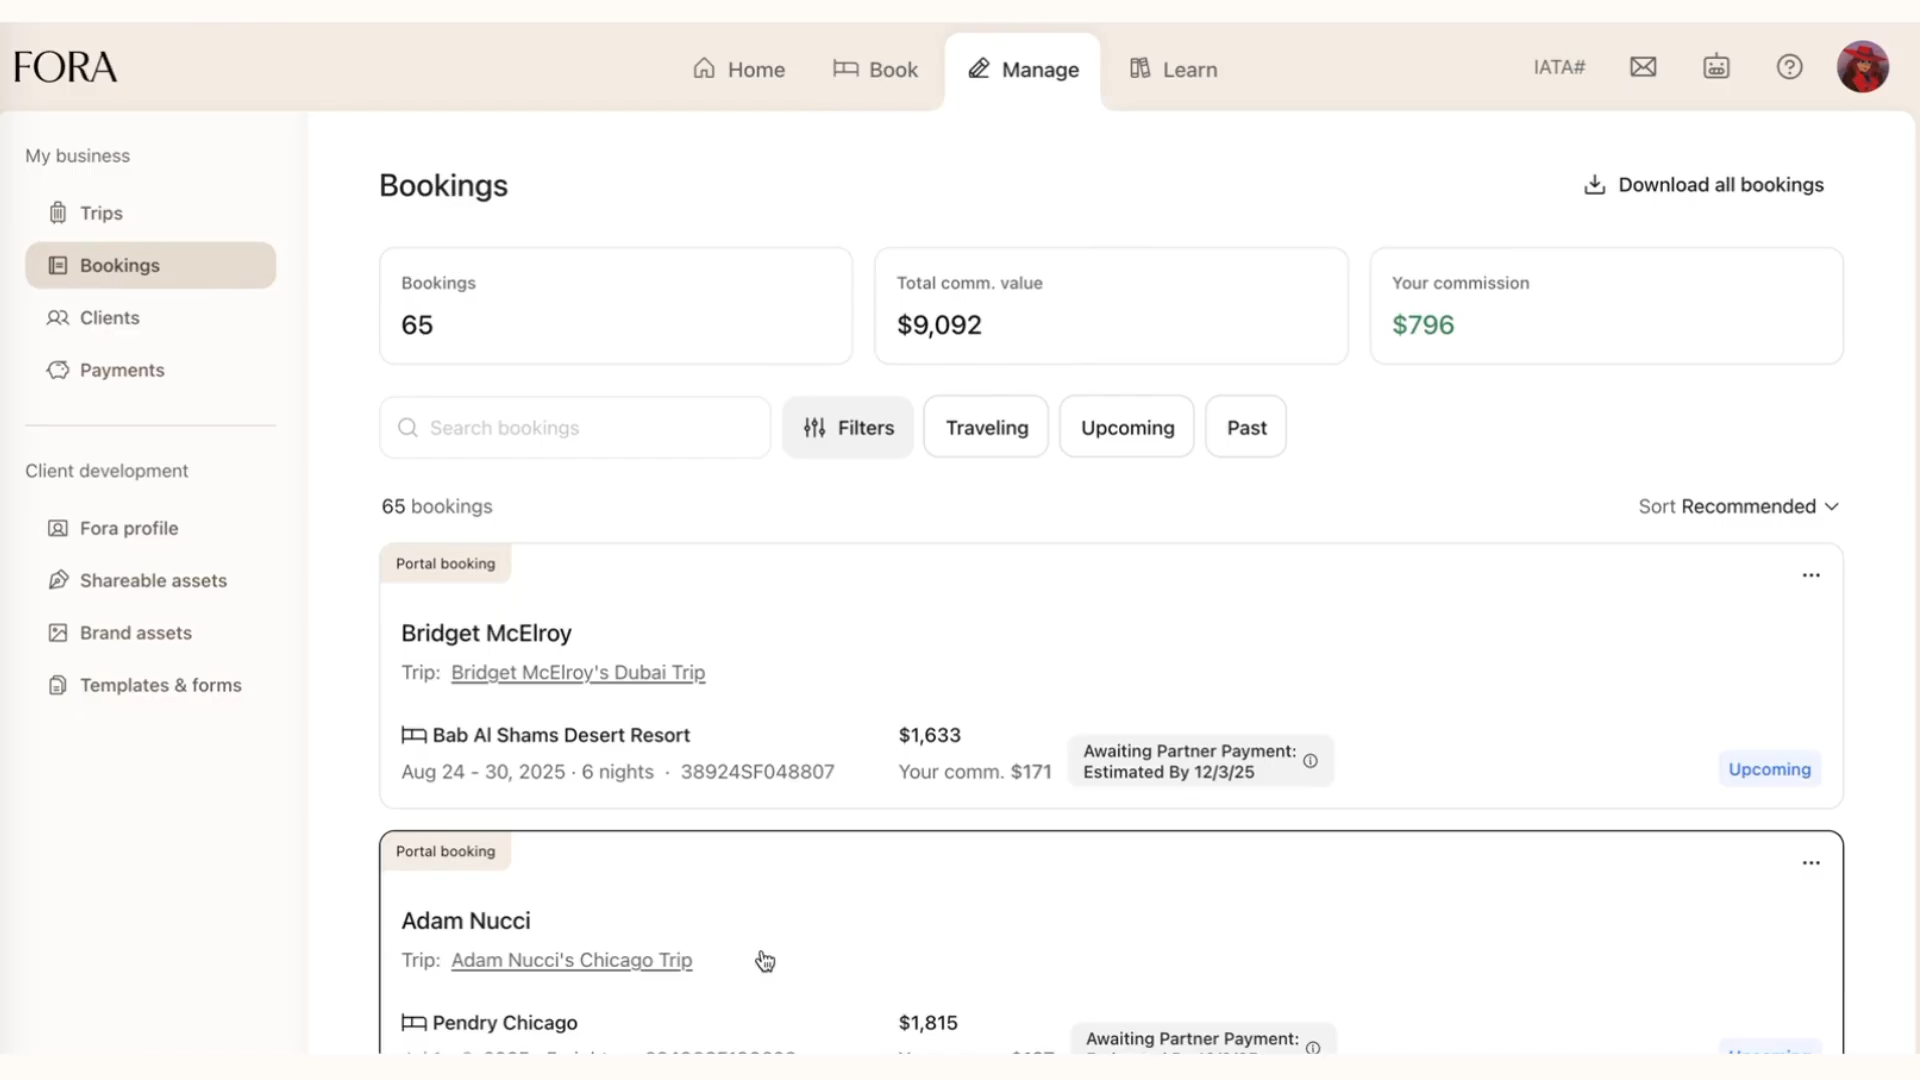 FORA
Home
Book
Manage
Learn
IATA#
My business
Trips
Bookings
Clients
Payments
Client development
Fora profile
Shareable assets
Brand assets
Templates & forms
Bookings
Download all bookings
Bookings
65
Total comm. value
$9,092
Your commission
$796
Search bookings
Filters
Traveling
Upcoming
Past
65 bookings
Sort Recommended
Portal booking
Bridget McElroy
Trip: Bridget McElroy's Dubai Trip
Bab Al Shams Desert Resort
Aug 24 - 30, 2025 · 6 nights · 38924SF048807
$1,633
Your comm. $171
Awaiting Partner Payment:
Estimated By 12/3/25
Upcoming
Portal booking
Adam Nucci
Trip: Adam Nucci's Chicago Trip
Pendry Chicago
$1,815
Awaiting Partner Payment:
Upcoming